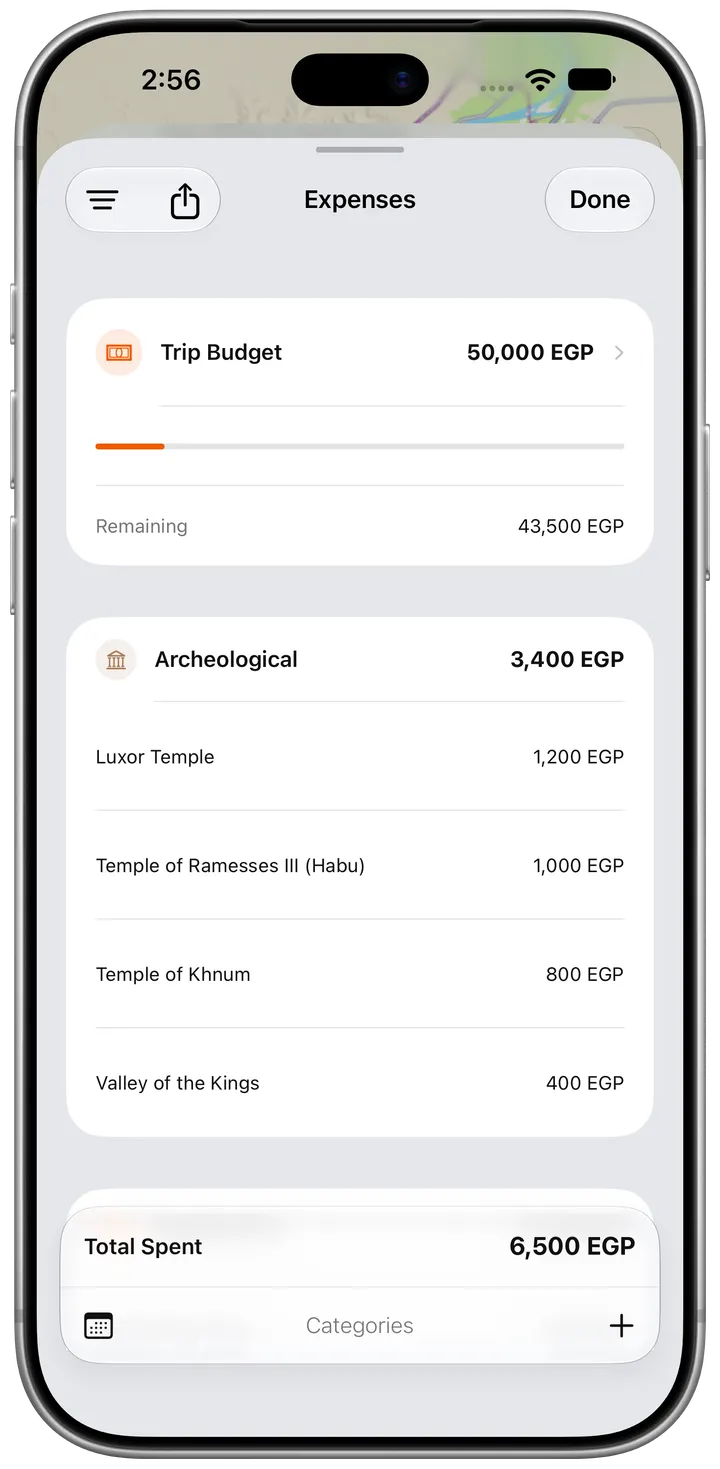 2:56
Expenses
Done
Trip Budget 50,000 EGP
Remaining 43,500 EGP
Archeological 3,400 EGP
Luxor Temple 1,200 EGP
Temple of Ramesses III (Habu) 1,000 EGP
Temple of Khnum 800 EGP
Valley of the Kings 400 EGP
Total Spent 6,500 EGP
Categories